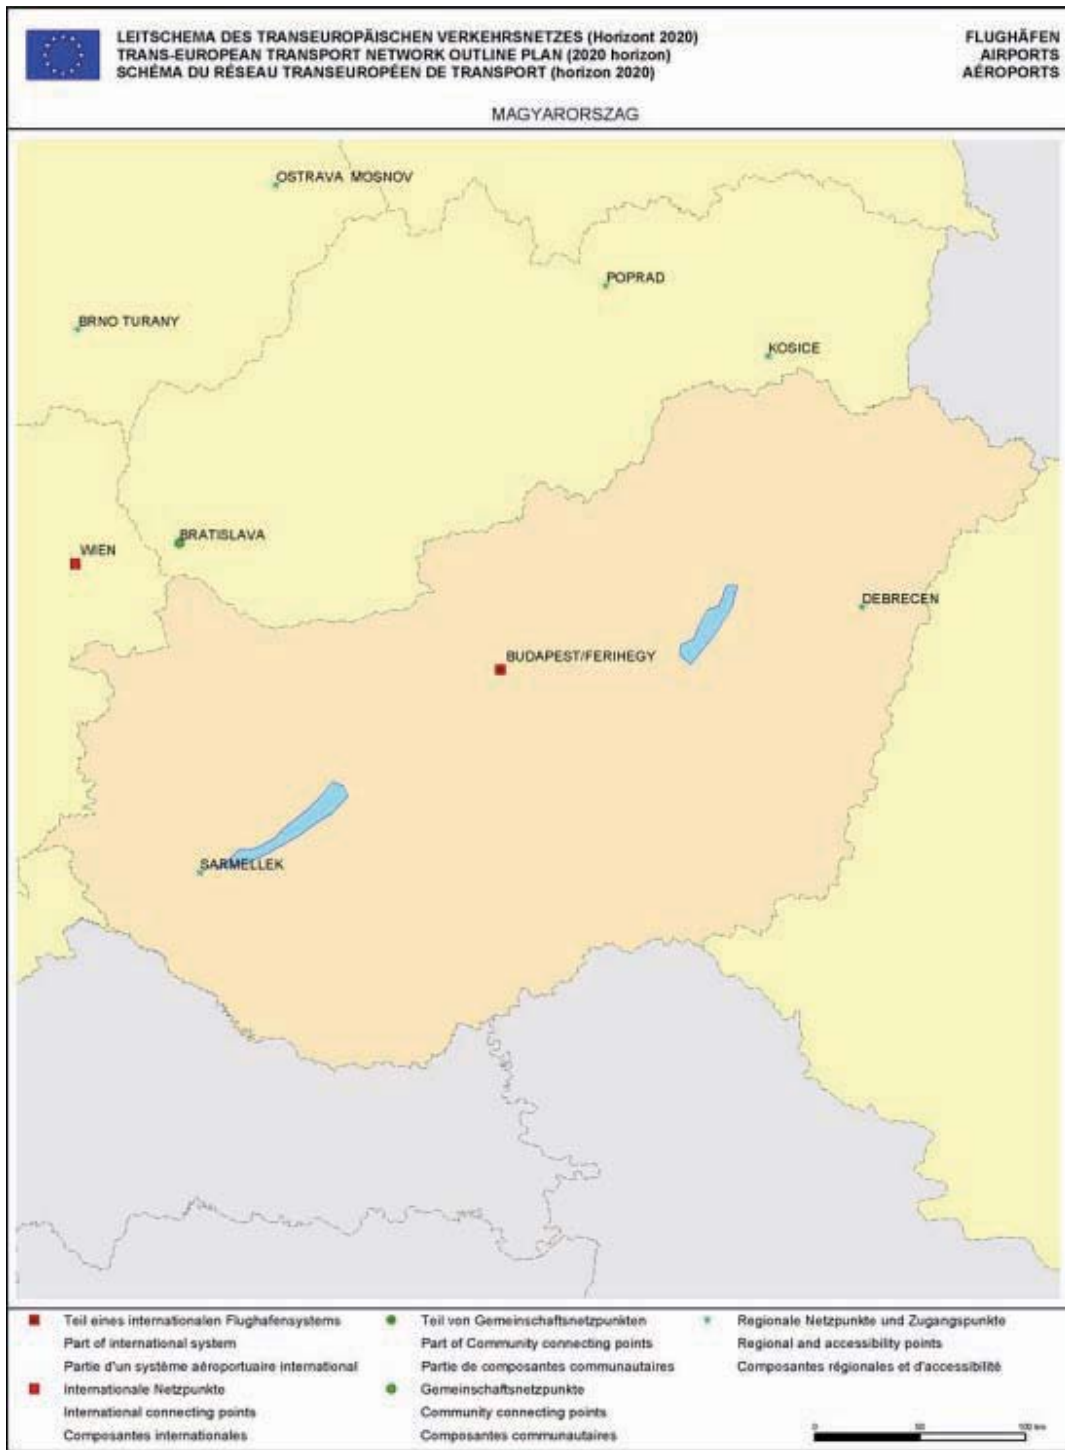 LEITSCHEMA DES TRANSEUROPÄISCHEN VERKEHRSNETZES (Horizont 2020)
TRANS-EUROPEAN TRANSPORT NETWORK OUTLINE PLAN (2020 horizon)
SCHÉMA DU RÉSEAU TRANSEUROPÉEN DE TRANSPORT (horizon 2020)
FLUGHÄFEN
AIRPORTS
AÉROPORTS
MAGYARORSZAG
OSTRAVA MOSNOV
POPRAD
BRNO TURANY
KOSICE
BRATISLAVA
WIEN
DEBRECEN
BUDAPEST/FERIHEGY
SARMELLEK
Teil eines internationalen Flughafensystems
Part of international system
Partie d'un système aéroportuaire international
Internationale Netzpunkte
International connecting points
Composantes internationales
Teil von Gemeinschaftsnetzpunkten
Part of Community connecting points
Partie de composantes communautaires
Gemeinschaftsnetzpunkte
Community connecting points
Composantes communautaires
Regionale Netzpunkte und Zugangspunkte
Regional and accessibility points
Composantes régionales et d'accessibilité
0 50 100 km